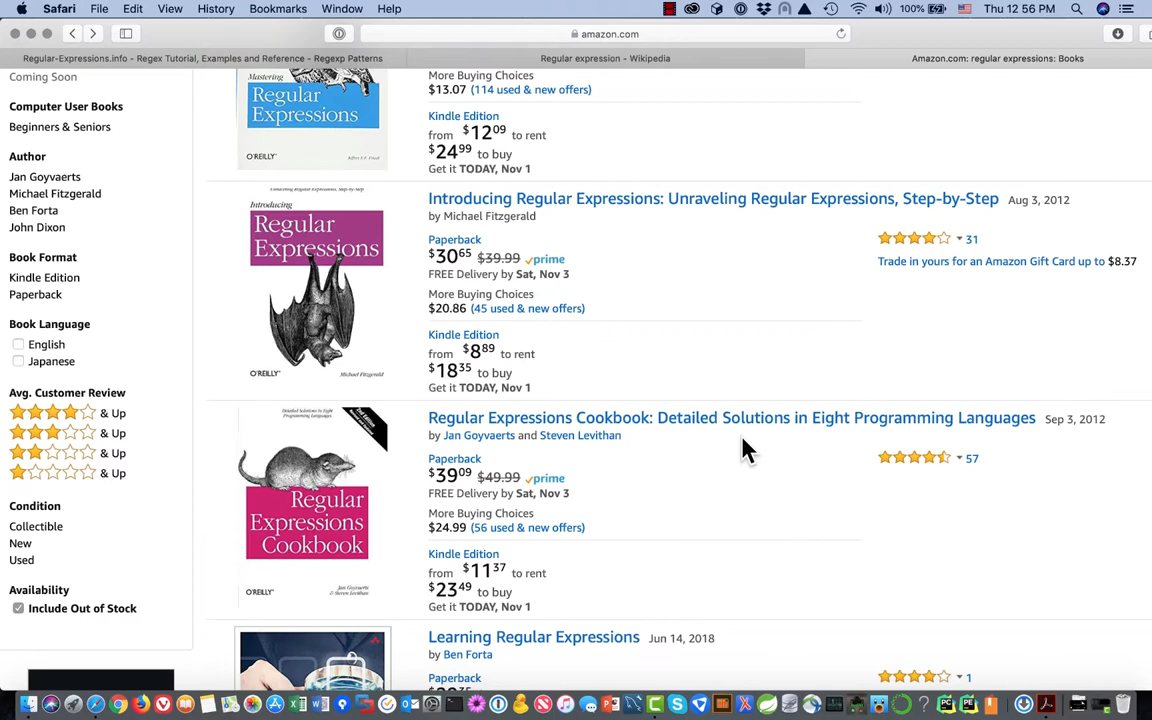 Safari File Edit View History Bookmarks Window Help 100% Thu 12 56 PM
amazon.com
Regular-Expressions.info - Regex Tutorial, Examples and Reference - Regexp Patterns
Regular expression - Wikipedia
Amazon.com: regular expressions: Books
Coming Soon
Computer User Books
Beginners & Seniors
Author
Jan Goyvaerts
Michael Fitzgerald
Ben Forta
John Dixon
Book Format
Kindle Edition
Paperback
Book Language
English
Japanese
Avg. Customer Review
& Up
& Up
& Up
& Up
Condition
Collectible
New
Used
Availability
Include Out of Stock
Mastering
Regular
Expressions
O'REILLY
More Buying Choices
$13.07 (114 used & new offers)
Kindle Edition
from $12 09 to rent
$24 99 to buy
Get it TODAY, Nov 1
Introducing
Regular
Expressions
O'REILLY Michael Fitzgerald
Introducing Regular Expressions: Unraveling Regular Expressions, Step-by-Step Aug 3, 2012
by Michael Fitzgerald
Paperback
$30 65 $39.99 prime
FREE Delivery by Sat, Nov 3
More Buying Choices
$20.86 (45 used & new offers)
Kindle Edition
from $8 89 to rent
$18 35 to buy
Get it TODAY, Nov 1
31
Trade in yours for an Amazon Gift Card up to $8.37
Detailed Solutions in Eight
Programming Languages
Regular
Expressions
Cookbook
O'REILLY
Jan Goyvaerts
& Steven Levithan
Regular Expressions Cookbook: Detailed Solutions in Eight Programming Languages Sep 3, 2012
by Jan Goyvaerts and Steven Levithan
Paperback
$39 09 $49.99 prime
FREE Delivery by Sat, Nov 3
More Buying Choices
$24.99 (56 used & new offers)
Kindle Edition
from $11 37 to rent
$23 49 to buy
Get it TODAY, Nov 1
57
Learning Regular Expressions Jun 14, 2018
by Ben Forta
Paperback
1